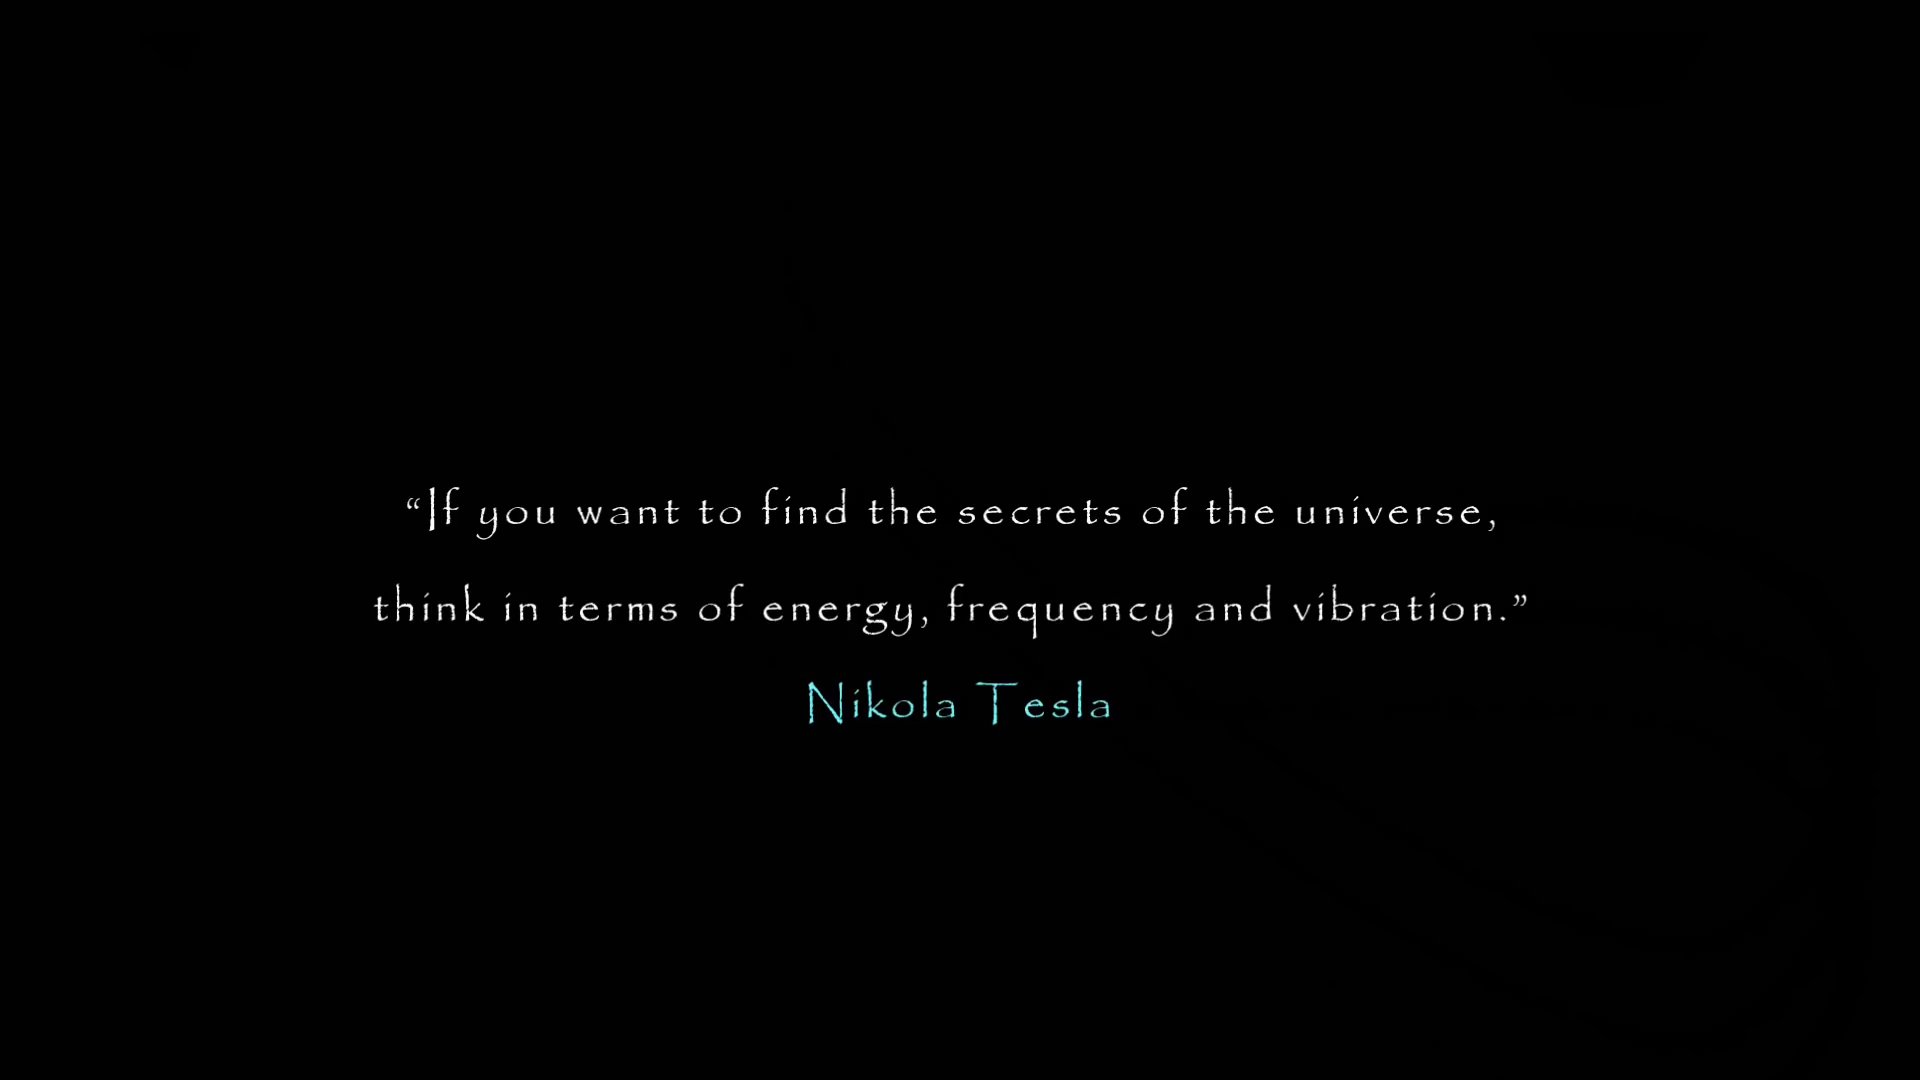 “If you want to find the secrets of the universe,
think in terms of energy, frequency and vibration.”
Nikola Tesla